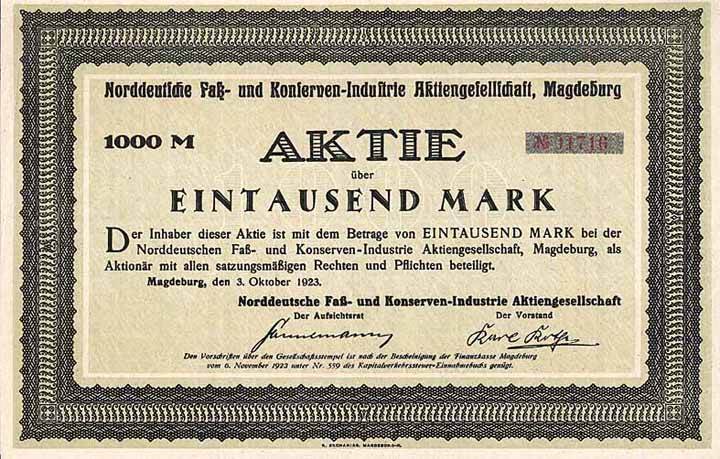 Norddeutsche Faß- und Konserven-Industrie Aktiengesellschaft, Magdeburg
1000 M AKTIE № 01716
über
EINTAUSEND MARK
Der Inhaber dieser Aktie ist mit dem Betrage von EINTAUSEND MARK bei der
Norddeutschen Faß- und Konserven-Industrie Aktiengesellschaft, Magdeburg, als
Aktionär mit allen satzungsmäßigen Rechten und Pflichten beteiligt.
Magdeburg, den 3. Oktober 1923.
Norddeutsche Faß- und Konserven-Industrie Aktiengesellschaft
Der Aufsichtsrat Der Vorstand
Karl
Den Vorschriften über den Gesellschaftsstempel ist nach der Bescheinigung der Finanzkasse Magdeburg
vom 6. November 1923 unter Nr. 559 des Kapitalverkehrssteuer-Einnahmebuchs genügt.
MAGDEBURG-N.